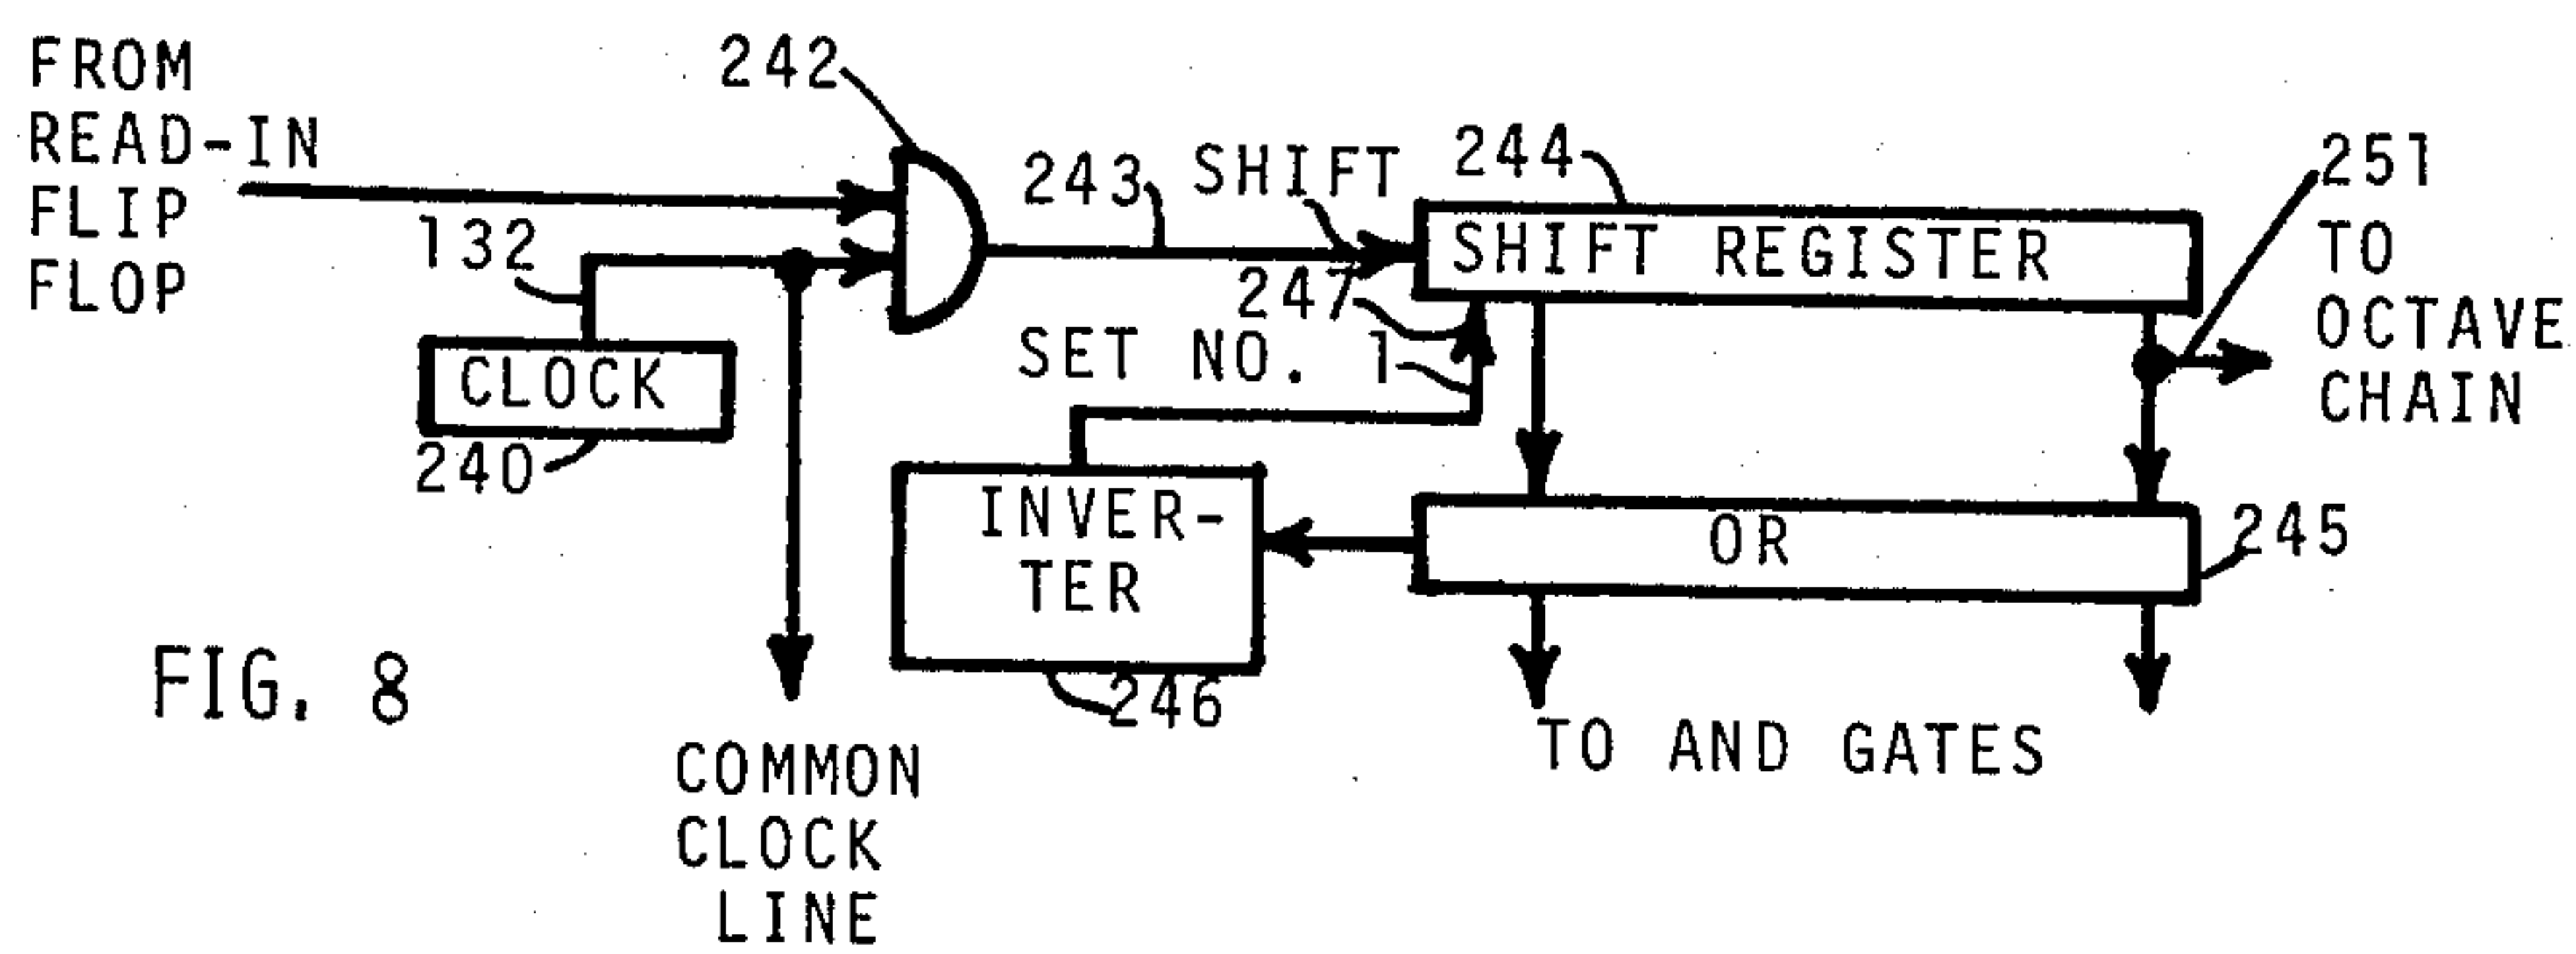 FROM
READ-IN
FLIP
FLOP
242
132
CLOCK
240
243
SHIFT
244
SHIFT REGISTER
247
SET NO. 1
251
TO
OCTAVE
CHAIN
INVER-
TER
246
OR
245
TO AND GATES
COMMON
CLOCK
LINE
FIG. 8